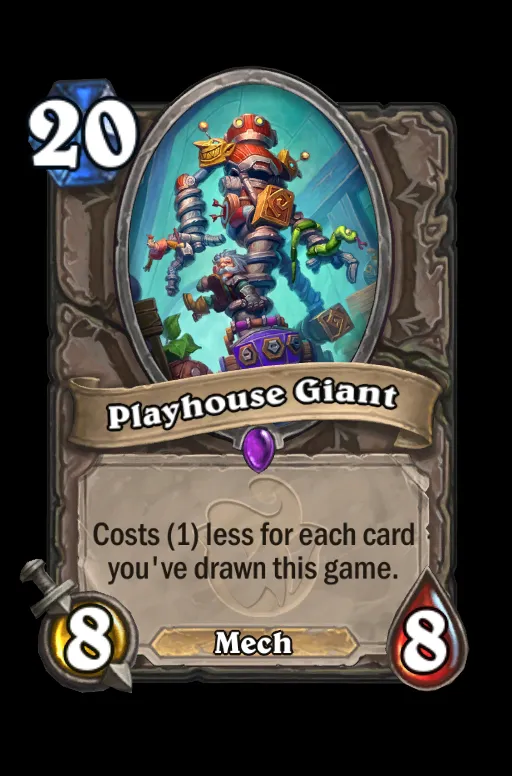 20
Playhouse Giant
Costs (1) less for each card
you've drawn this game.
8
Mech
8